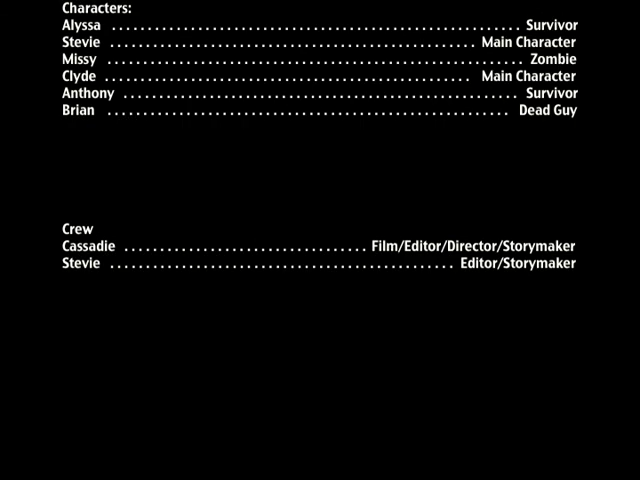 Characters:
Alyssa ................................................... Survivor
Stevie ............................................. Main Character
Missy .................................................... Zombie
Clyde ............................................. Main Character
Anthony ................................................. Survivor
Brian .................................................. Dead Guy
Crew
Cassadie .............................. Film/Editor/Director/Storymaker
Stevie .......................................... Editor/Storymaker